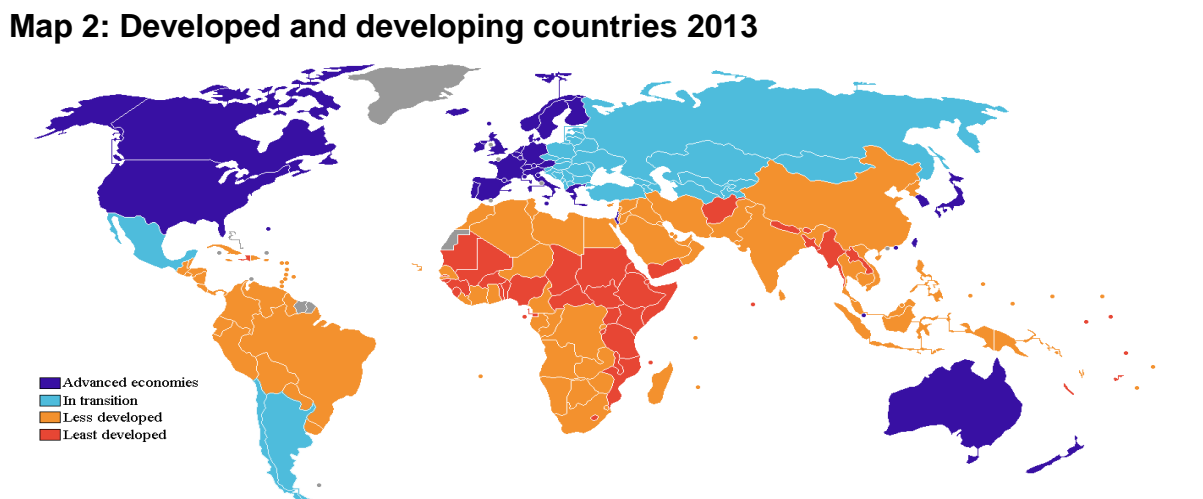 Map 2: Developed and developing countries 2013
Advanced economies
In transition
Less developed
Least developed